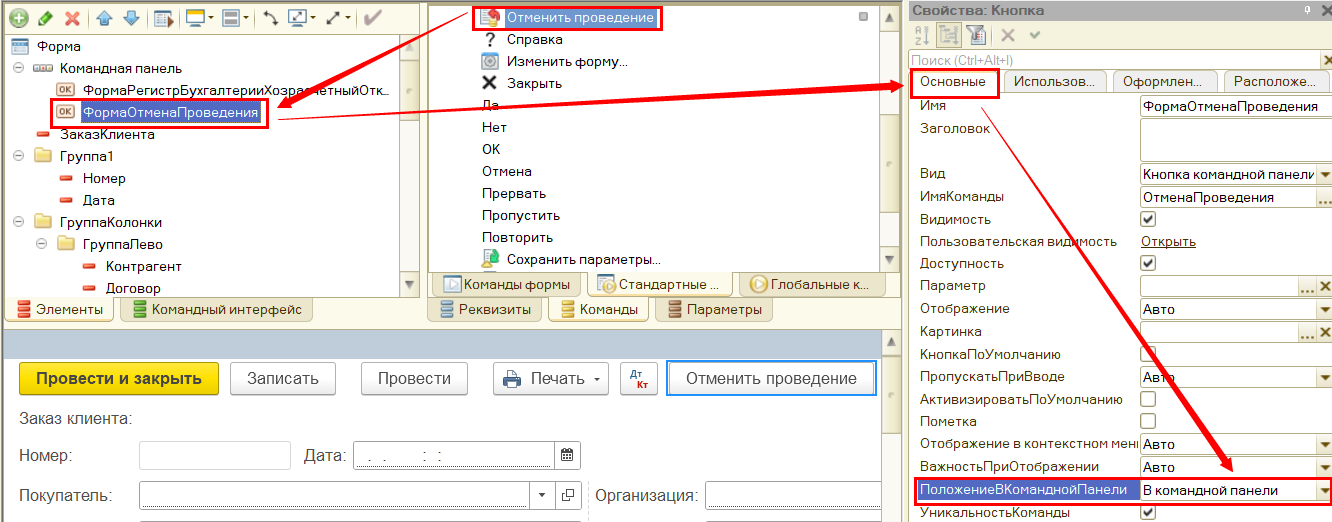 Форма
Командная панель
ФормаРегистрБухгалтерииХозрасчетныйОтк...
ФормаОтменаПроведения
ЗаказКлиента
Группа1
Номер
Дата
ГруппаКолонки
ГруппаЛево
Контрагент
Договор
Элементы
Командный интерфейс
Отменить проведение
Справка
Изменить форму...
Закрыть
Да
Нет
ОК
Отмена
Прервать
Пропустить
Повторить
Сохранить параметры...
Команды формы
Стандартные ...
Глобальные к...
Реквизиты
Команды
Параметры
Провести и закрыть
Записать
Провести
Печать
Дт
Кт
Отменить проведение
Заказ клиента:
Номер:
Дата: . . : :
Покупатель:
Организация:
Свойства: Кнопка
Поиск (Ctrl+Alt+I)
Основные
Использов...
Оформлен...
Расположе...
Имя ФормаОтменаПроведения
Заголовок
Вид Кнопка командной панели
ИмяКоманды ОтменаПроведения
Видимость
Пользовательская видимость Открыть
Доступность
Параметр
Отображение Авто
Картинка
КнопкаПоУмолчанию
ПропускатьПриВводе Авто
АктивизироватьПоУмолчанию
Пометка
Отображение в контекстном мен Авто
ВажностьПриОтображении Авто
ПоложениеВКоманднойПанели В командной панели
УникальностьКоманды